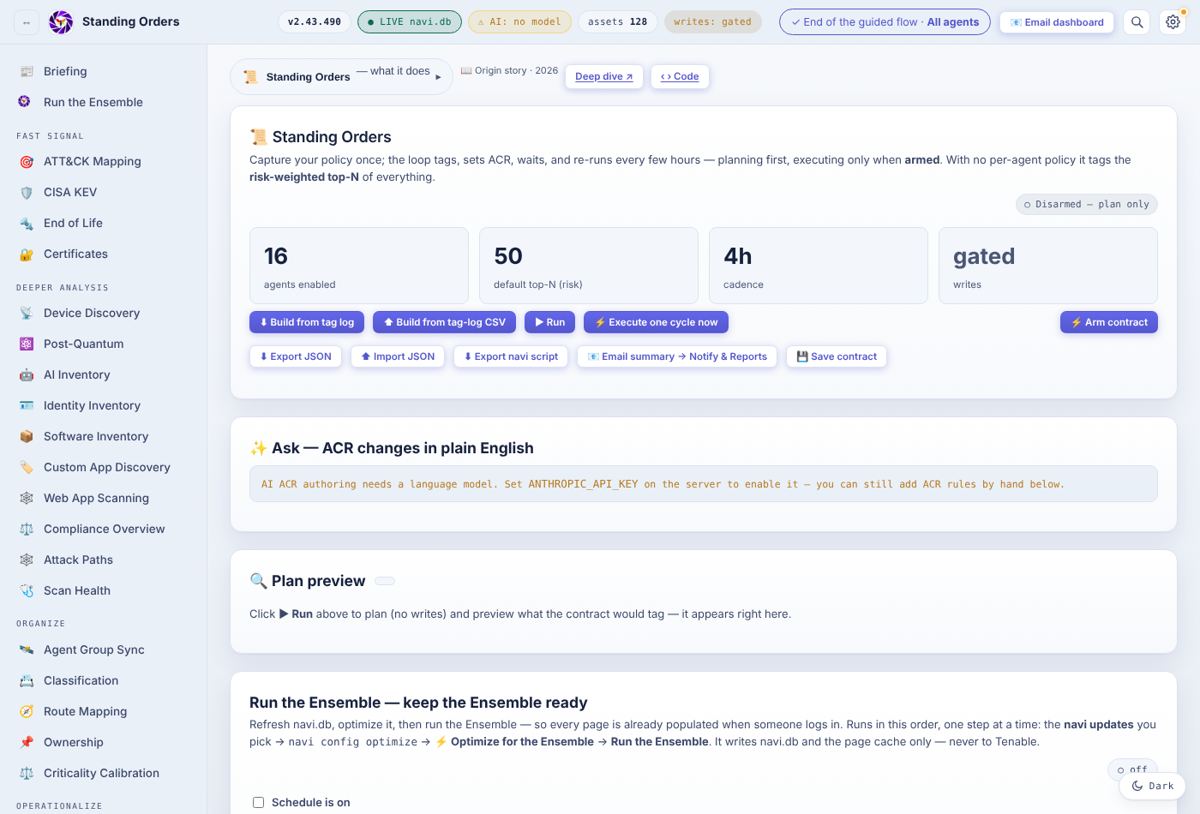 Standing Orders
v2.43.490
● LIVE navi.db
⚠ AI: no model
assets 128
writes: gated
✓ End of the guided flow · All agents
📧 Email dashboard
📰 Briefing
Run the Ensemble
FAST SIGNAL
🎯 ATT&CK Mapping
🛡️ CISA KEV
🔩 End of Life
🔐 Certificates
DEEPER ANALYSIS
📡 Device Discovery
⚛️ Post-Quantum
🤖 AI Inventory
🪪 Identity Inventory
📦 Software Inventory
🏷️ Custom App Discovery
🕸️ Web App Scanning
⚖️ Compliance Overview
🕸️ Attack Paths
🩺 Scan Health
ORGANIZE
🛰️ Agent Group Sync
📇 Classification
🧭 Route Mapping
📌 Ownership
⚖️ Criticality Calibration
OPERATIONALIZE
📜 Standing Orders — what it does ▸
📖 Origin story · 2026
Deep dive ↗
‹ › Code
📜 Standing Orders
Capture your policy once; the loop tags, sets ACR, waits, and re-runs every few hours — planning first, executing only when armed. With no per-agent policy it tags the
risk-weighted top-N of everything.
○ Disarmed — plan only
16
agents enabled
50
default top-N (risk)
4h
cadence
gated
writes
⬇ Build from tag log
⬆ Build from tag-log CSV
▶ Run
⚡ Execute one cycle now
⚡ Arm contract
⬇ Export JSON
⬆ Import JSON
⬇ Export navi script
📧 Email summary → Notify & Reports
💾 Save contract
✨ Ask — ACR changes in plain English
AI ACR authoring needs a language model. Set ANTHROPIC_API_KEY on the server to enable it — you can still add ACR rules by hand below.
🔍 Plan preview
Click ▶ Run above to plan (no writes) and preview what the contract would tag — it appears right here.
Run the Ensemble — keep the Ensemble ready
Refresh navi.db, optimize it, then run the Ensemble — so every page is already populated when someone logs in. Runs in this order, one step at a time: the navi updates you
pick → navi config optimize → ⚡ Optimize for the Ensemble → Run the Ensemble. It writes navi.db and the page cache only — never to Tenable.
○ off
Schedule is on
Dark